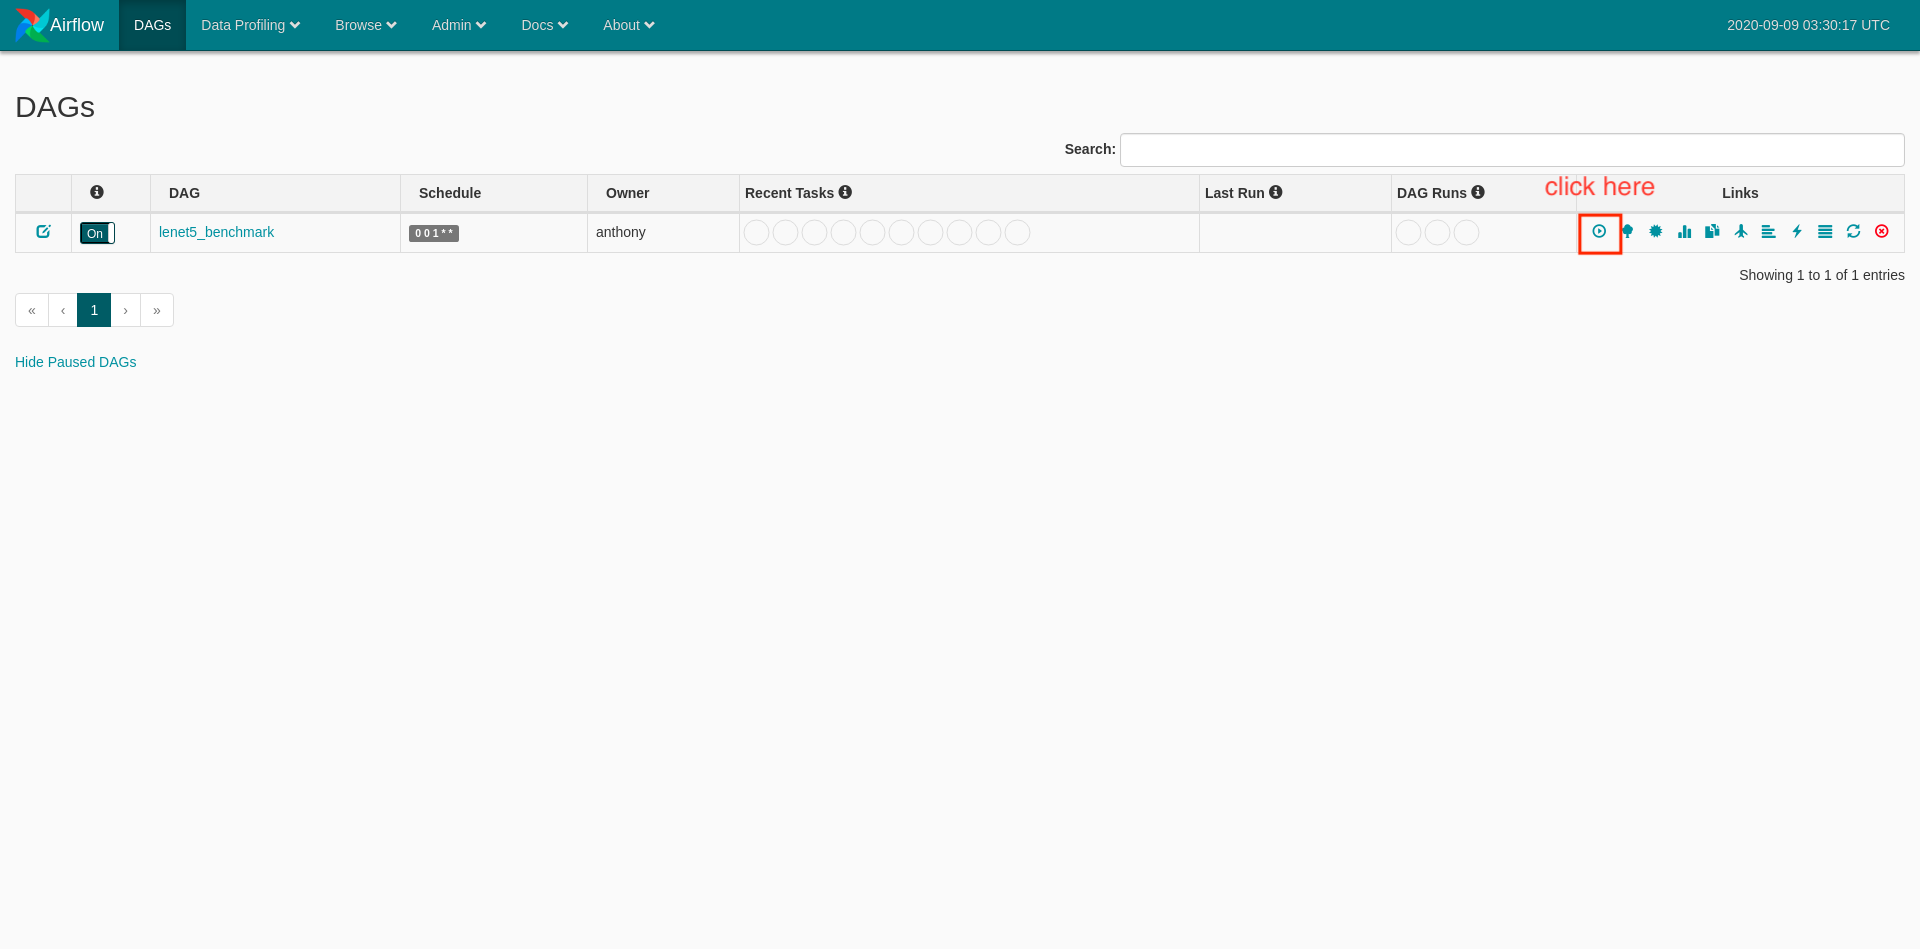 Airflow DAGs Data Profiling Browse Admin Docs About 2020-09-09 03:30:17 UTC
DAGs
Search:
DAG Schedule Owner Recent Tasks Last Run DAG Runs click here Links
On lenet5_benchmark 0 0 1 * * anthony
Showing 1 to 1 of 1 entries
« ‹ 1 › »
Hide Paused DAGs